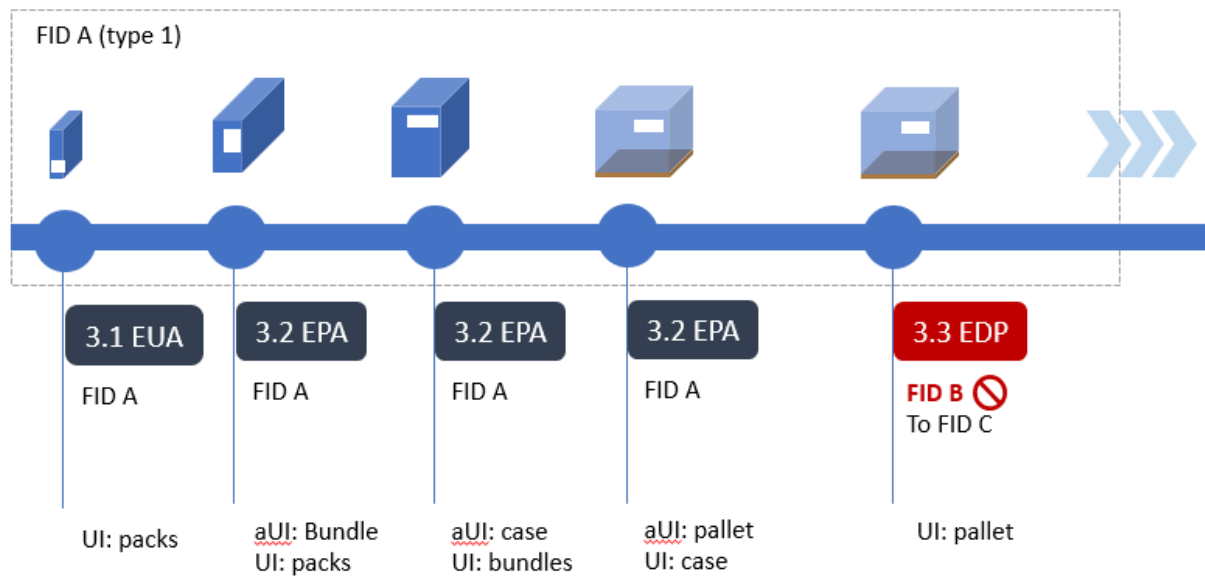 FID A (type 1)
3.1 EUA
3.2 EPA
3.2 EPA
3.2 EPA
3.3 EDP
FID A
FID A
FID A
FID A
FID B
To FID C
UI: packs
aUI: Bundle
UI: packs
aUI: case
UI: bundles
aUI: pallet
UI: case
UI: pallet